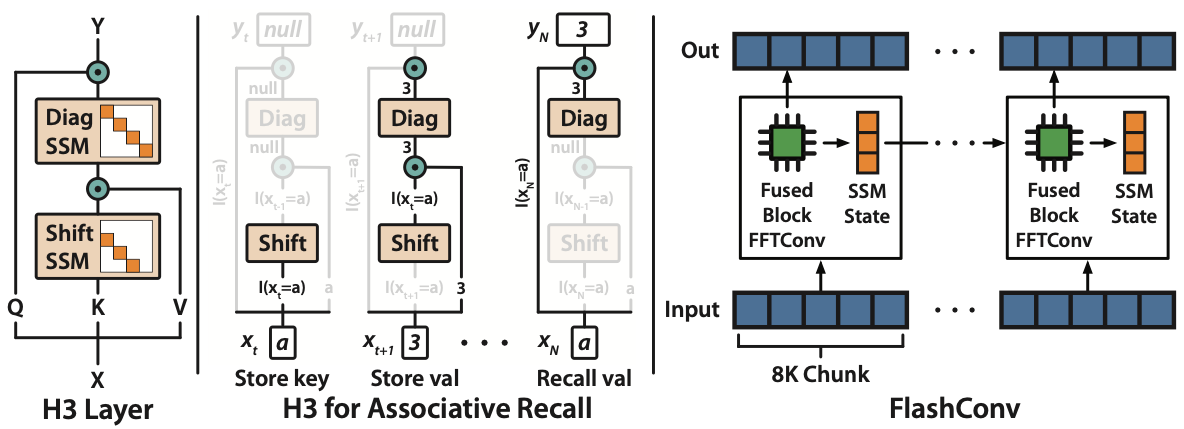 Y
Diag
SSM
Shift
SSM
Q
K
V
X
H3 Layer
y_t null
null
Diag
null
I(x_t=a)
I(x_{t-1}=a)
Shift
I(x_t=a)
a
x_t a
Store key
y_{t+1} null
3
Diag
3
I(x_{t+1}=a)
I(x_t=a)
Shift
I(x_{t+1}=a)
3
x_{t+1} 3
Store val
• • •
y_N 3
3
Diag
null
I(x_N=a)
I(x_{N-1}=a)
Shift
I(x_N=a)
a
x_N a
Recall val
H3 for Associative Recall
Out
• • •
Fused
Block
FFTConv
SSM
State
• • •
Fused
Block
FFTConv
SSM
State
Input
• • •
8K Chunk
FlashConv